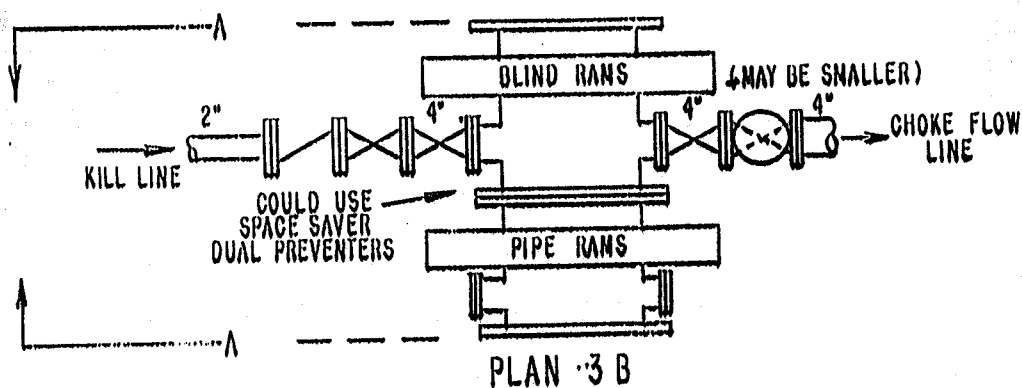 A
BLIND RAMS
(MAY BE SMALLER)
2"
4"
4"
4"
KILL LINE
CHOKE FLOW
LINE
COULD USE
SPACE SAVER
DUAL PREVENTERS
PIPE RAMS
A
PLAN 3 B